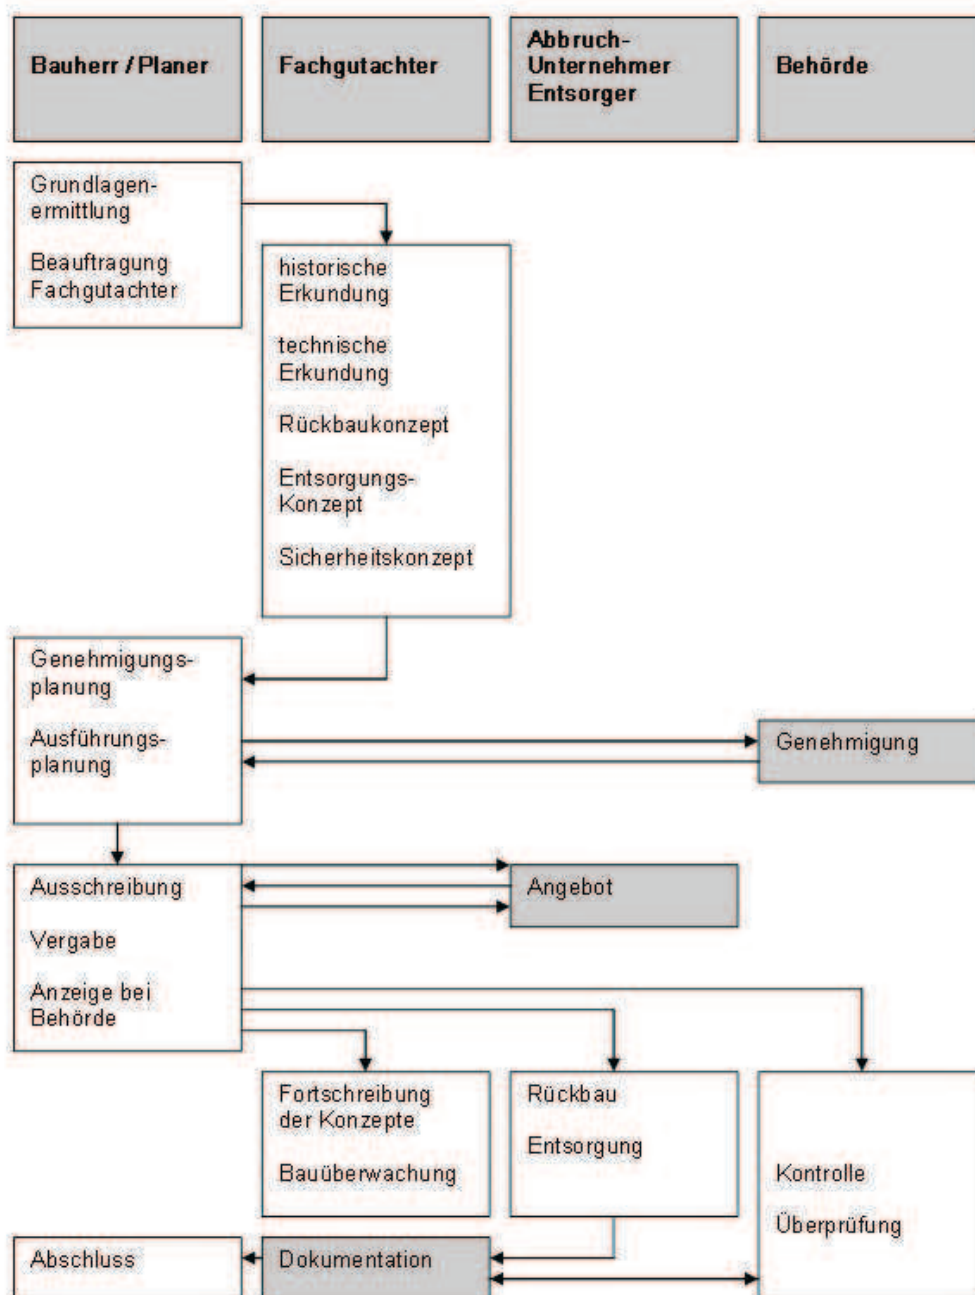 Bauherr / Planer
Fachgutachter
Abbruch-
Unternehmer
Entsorger
Behörde
Grundlagen-
ermittlung
Beauftragung
Fachgutachter
historische
Erkundung
technische
Erkundung
Rückbaukonzept
Entsorgungs-
Konzept
Sicherheitskonzept
Genehmigungs-
planung
Ausführungs-
planung
Genehmigung
Ausschreibung
Vergabe
Anzeige bei
Behörde
Angebot
Fortschreibung
der Konzepte
Bauüberwachung
Rückbau
Entsorgung
Kontrolle
Überprüfung
Abschluss
Dokumentation